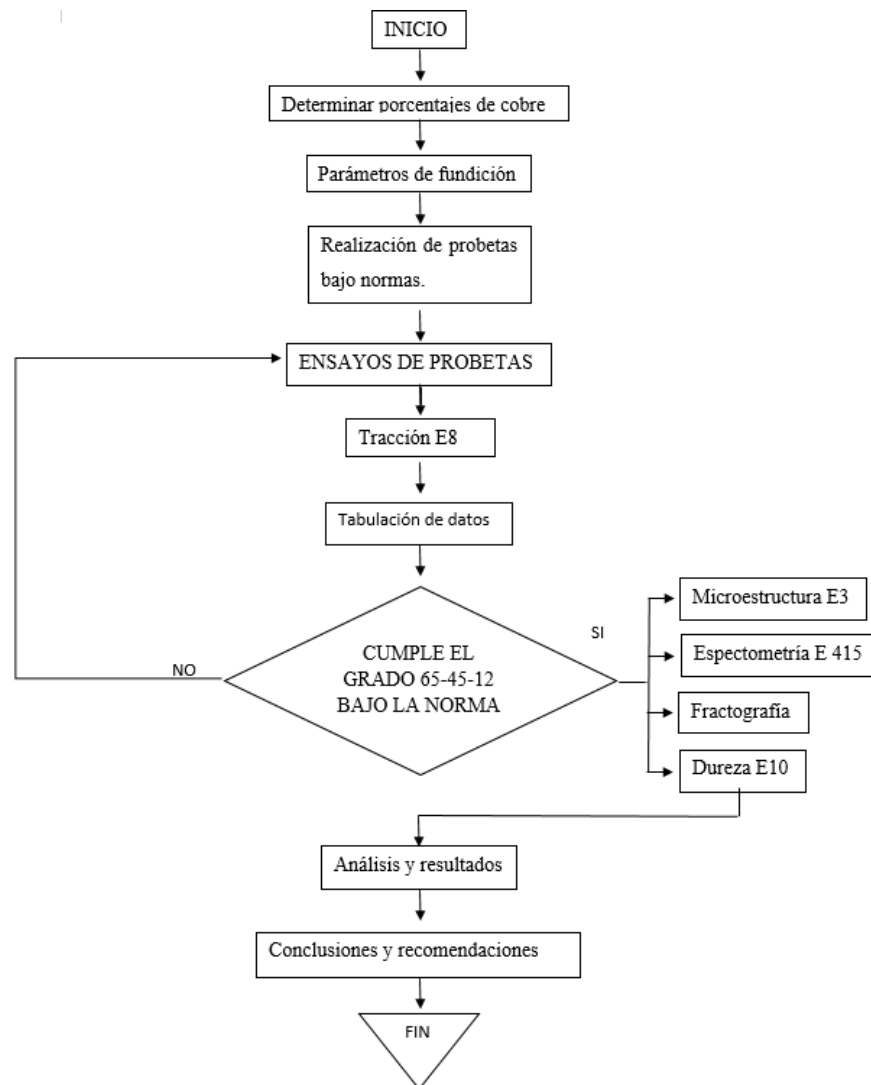 INICIO
Determinar porcentajes de cobre
Parámetros de fundición
Realización de probetas
bajo normas.
ENSAYOS DE PROBETAS
Tracción E8
Tabulación de datos
CUMPLE EL
GRADO 65-45-12
BAJO LA NORMA
NO
SI
Microestructura E3
Espectometría E 415
Fractografía
Dureza E10
Análisis y resultados
Conclusiones y recomendaciones
FIN